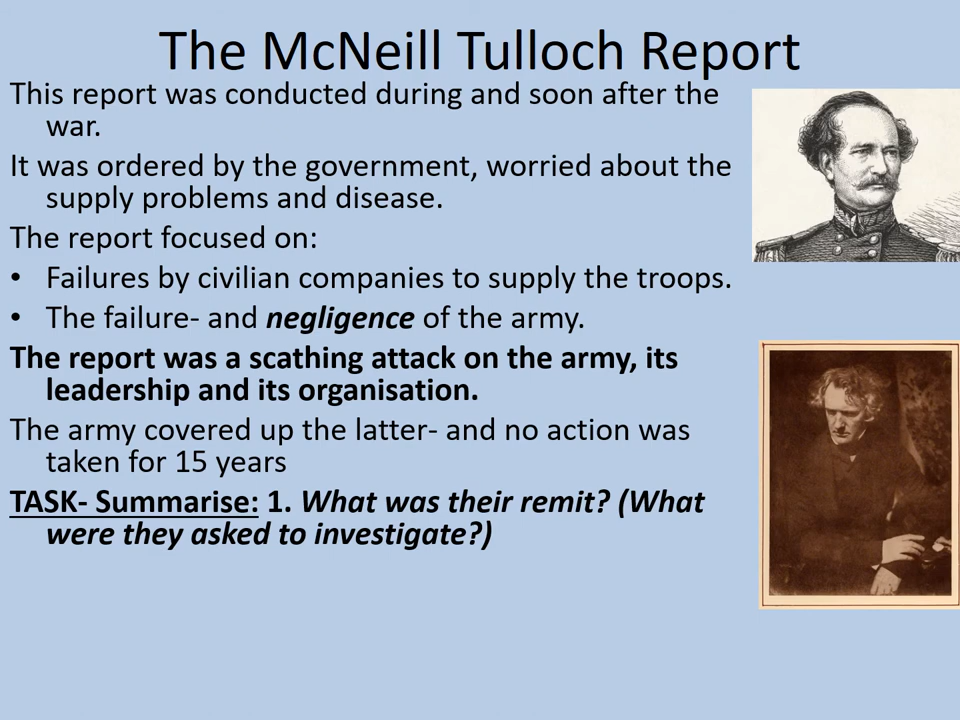 The McNeill Tulloch Report
This report was conducted during and soon after the
war.
It was ordered by the government, worried about the
supply problems and disease.
The report focused on:
• Failures by civilian companies to supply the troops.
• The failure- and negligence of the army.
The report was a scathing attack on the army, its
leadership and its organisation.
The army covered up the latter- and no action was
taken for 15 years
TASK- Summarise: 1. What was their remit? (What
were they asked to investigate?)